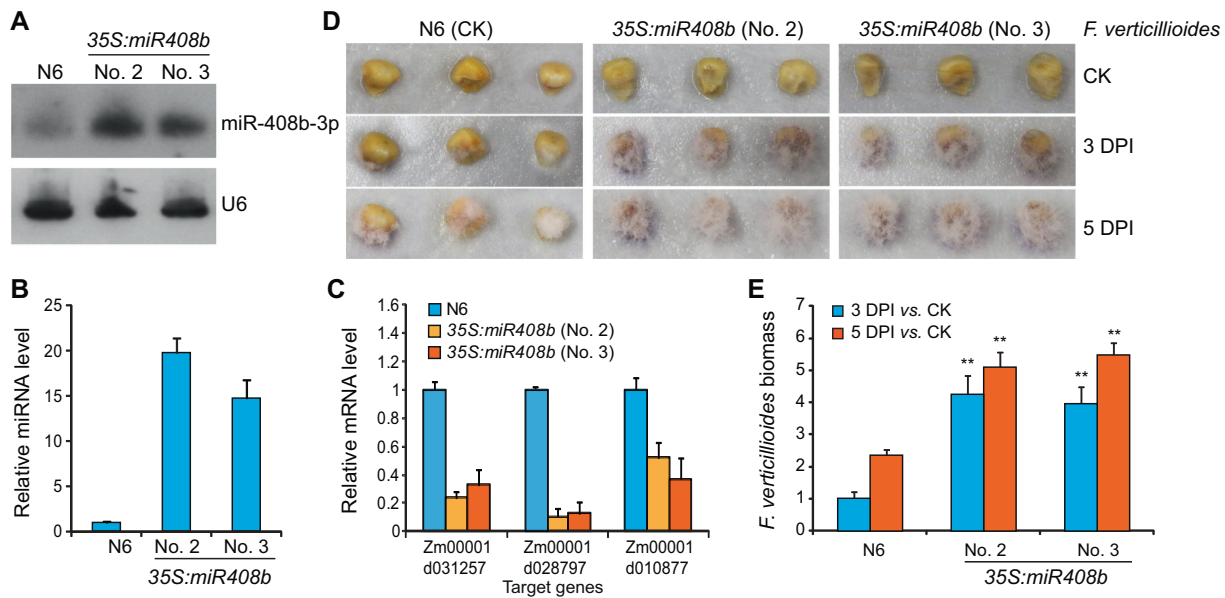 A
35S:miR408b
N6 No. 2 No. 3
miR-408b-3p
U6
D
N6 (CK) 35S:miR408b (No. 2) 35S:miR408b (No. 3) F. verticillioides
CK
3 DPI
5 DPI
B
Relative miRNA level
25
20
15
15
5
0
N6 No. 2 No. 3
35S:miR408b
C
Relative mRNA level
1.6
1.4
1.2
1
0.8
0.6
0.4
0.2
0
N6
35S:miR408b (No. 2)
35S:miR408b (No. 3)
Zm00001 Zm00001 Zm00001
d031257 d028797 d010877
Target genes
E
F. verticillioides biomass
7
6
5
4
2
1
0
3 DPI vs. CK
5 DPI vs. CK
** ** ** **
N6 No. 2 No. 3
35S:miR408b